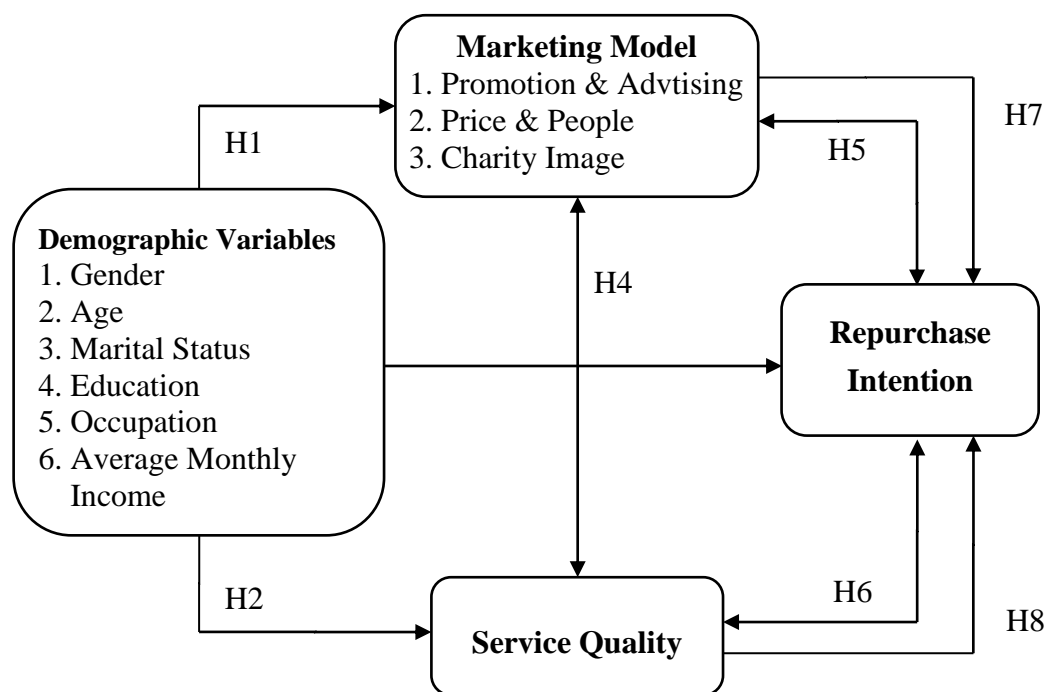 Marketing Model
1. Promotion & Advtising
2. Price & People
3. Charity Image
H1
H5
H7
Demographic Variables
1. Gender
2. Age
3. Marital Status
4. Education
5. Occupation
6. Average Monthly
Income
H4
Repurchase
Intention
H2
H6
H8
Service Quality